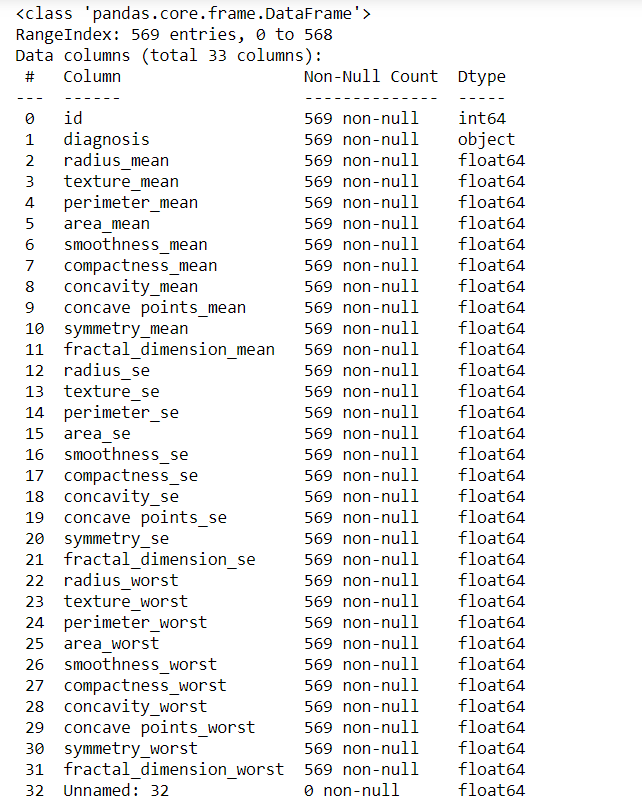 <class 'pandas.core.frame.DataFrame'>
RangeIndex: 569 entries, 0 to 568
Data columns (total 33 columns):
 #   Column                   Non-Null Count  Dtype
---  ------                   --------------  -----
 0   id                       569 non-null    int64
 1   diagnosis                569 non-null    object
 2   radius_mean              569 non-null    float64
 3   texture_mean             569 non-null    float64
 4   perimeter_mean           569 non-null    float64
 5   area_mean                569 non-null    float64
 6   smoothness_mean          569 non-null    float64
 7   compactness_mean         569 non-null    float64
 8   concavity_mean           569 non-null    float64
 9   concave points_mean      569 non-null    float64
 10  symmetry_mean            569 non-null    float64
 11  fractal_dimension_mean   569 non-null    float64
 12  radius_se                569 non-null    float64
 13  texture_se               569 non-null    float64
 14  perimeter_se             569 non-null    float64
 15  area_se                  569 non-null    float64
 16  smoothness_se            569 non-null    float64
 17  compactness_se           569 non-null    float64
 18  concavity_se             569 non-null    float64
 19  concave points_se        569 non-null    float64
 20  symmetry_se              569 non-null    float64
 21  fractal_dimension_se     569 non-null    float64
 22  radius_worst             569 non-null    float64
 23  texture_worst            569 non-null    float64
 24  perimeter_worst          569 non-null    float64
 25  area_worst               569 non-null    float64
 26  smoothness_worst         569 non-null    float64
 27  compactness_worst        569 non-null    float64
 28  concavity_worst          569 non-null    float64
 29  concave points_worst     569 non-null    float64
 30  symmetry_worst           569 non-null    float64
 31  fractal_dimension_worst  569 non-null    float64
 32  Unnamed: 32              0 non-null      float64